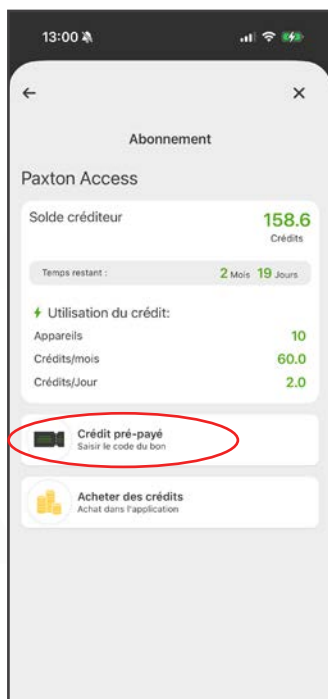 13:00
Abonnement
Paxton Access
Solde créditeur 158.6
Crédits
Temps restant : 2 Mois 19 Jours
Utilisation du crédit:
Appareils 10
Crédits/mois 60.0
Crédits/Jour 2.0
Crédit pré-payé
Saisir le code du bon
Acheter des crédits
Achat dans l'application